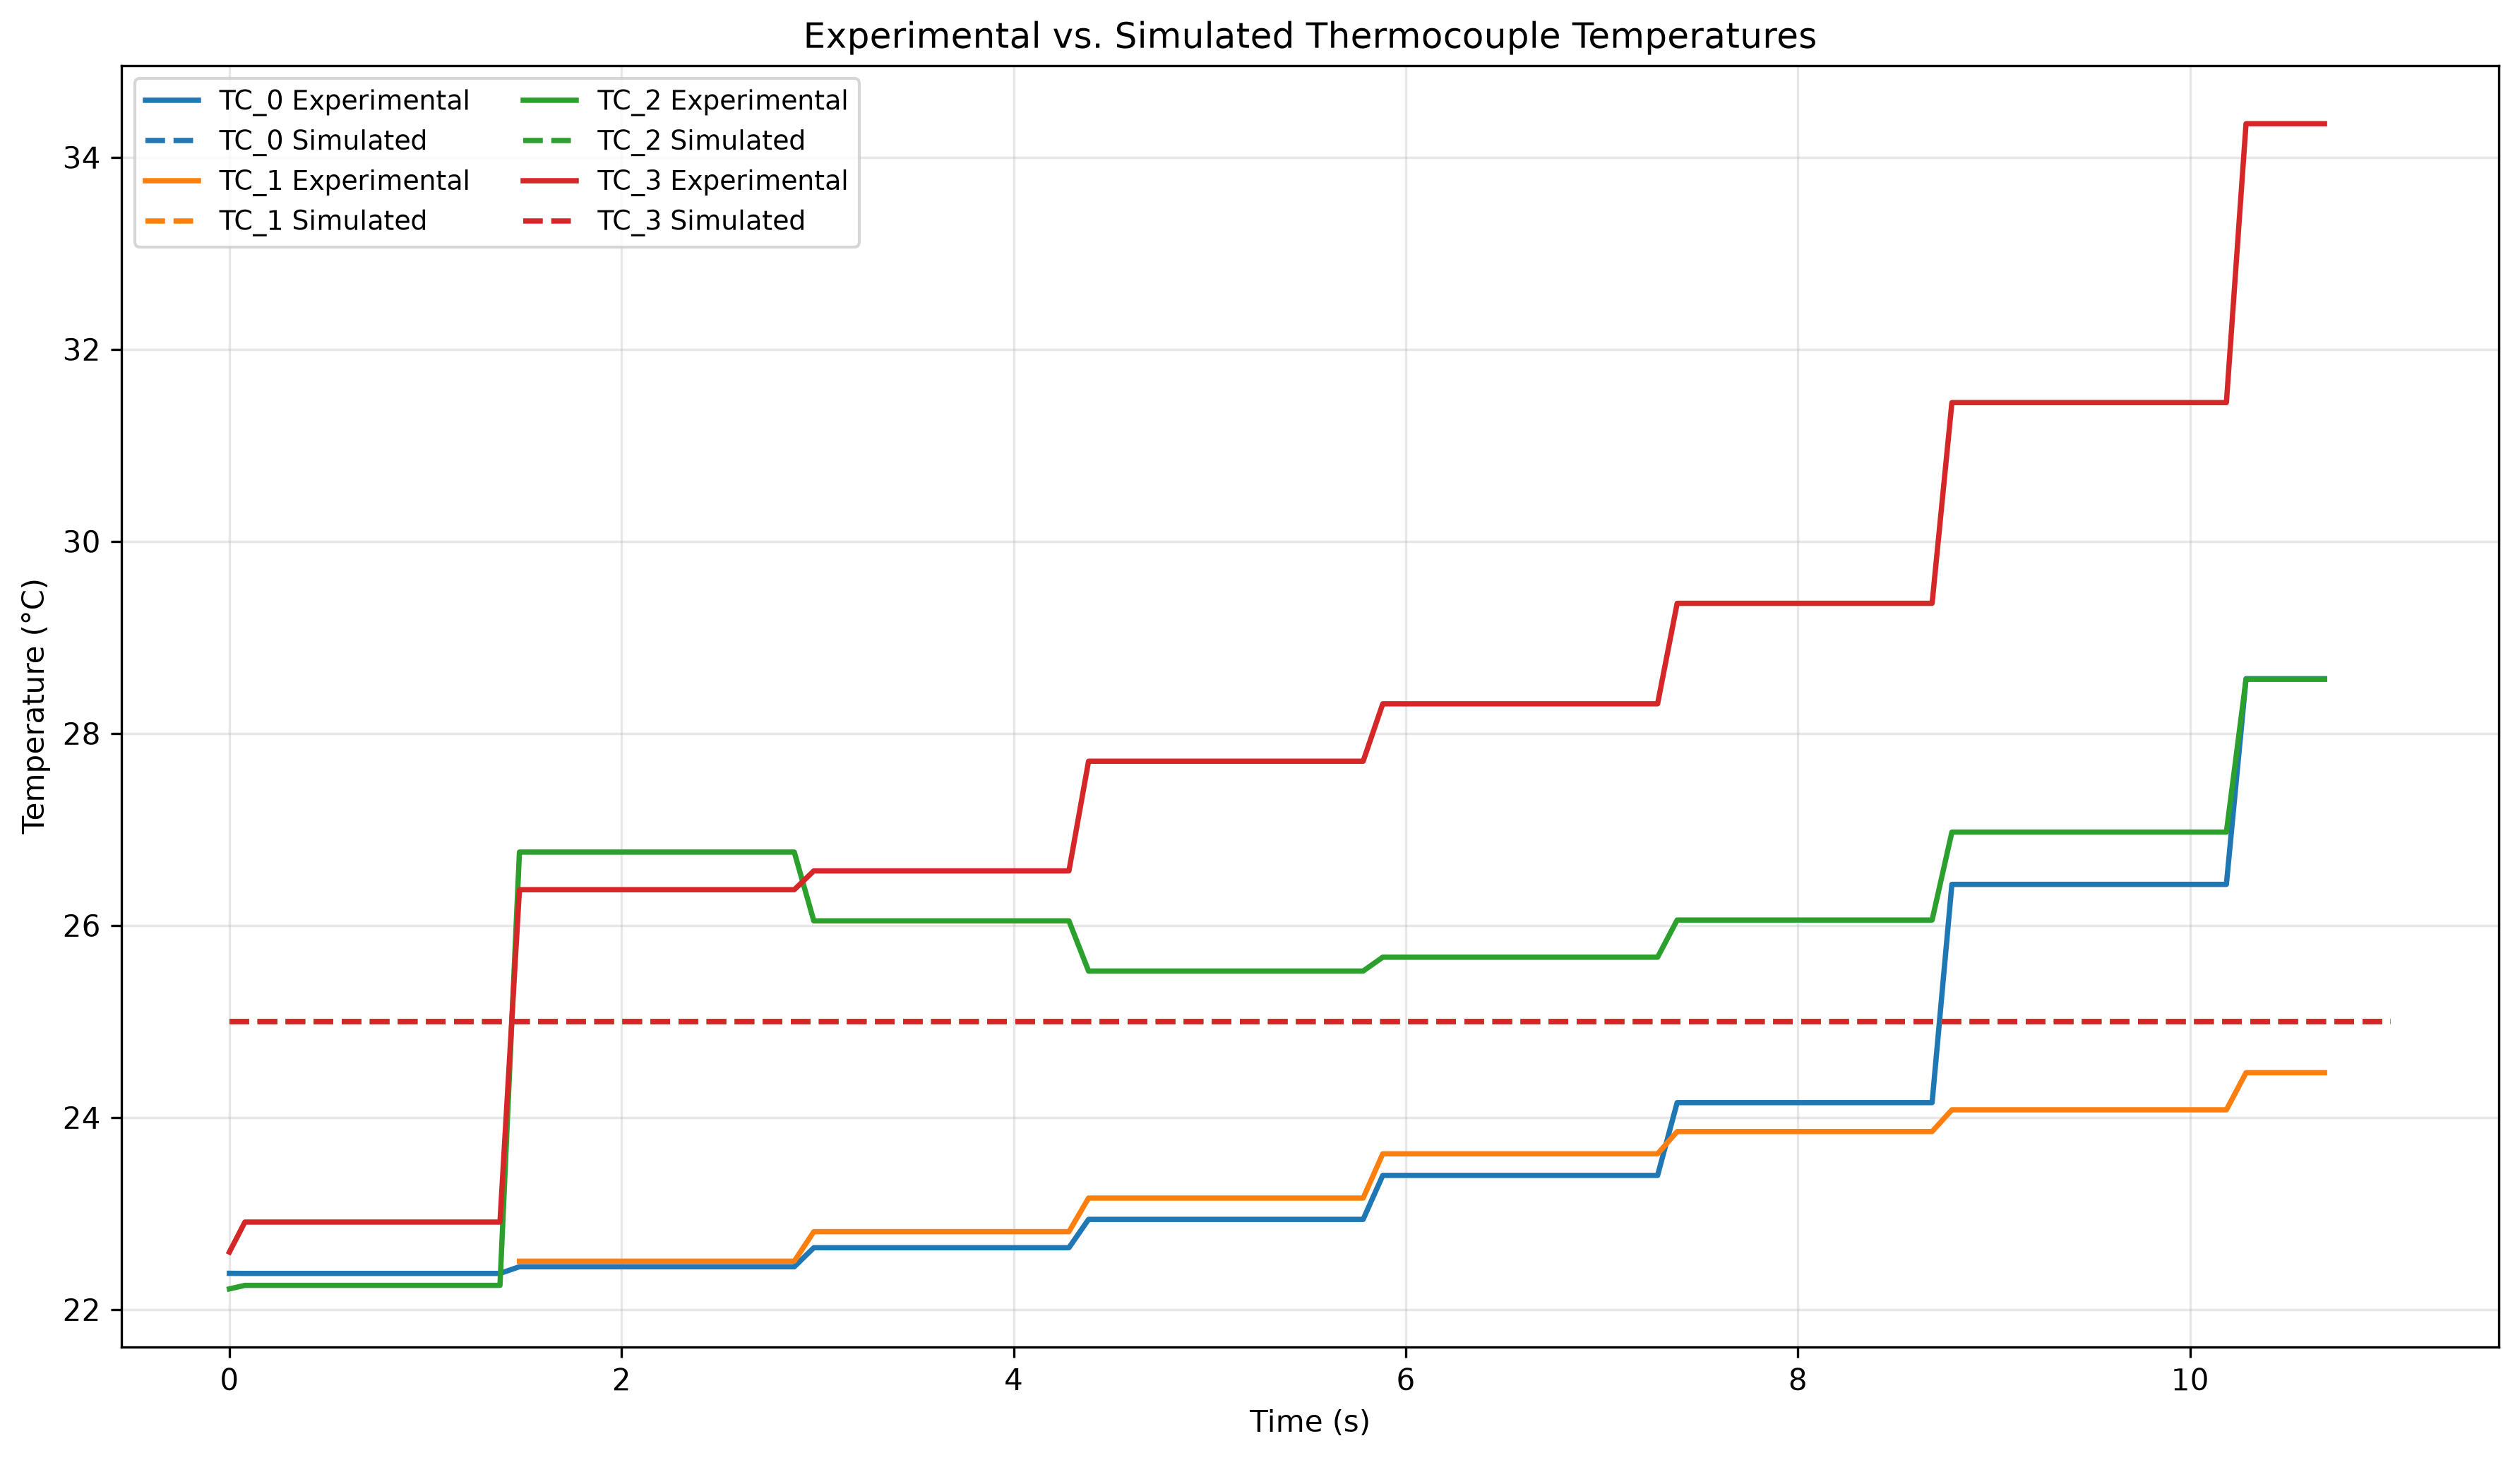 Experimental vs. Simulated Thermocouple Temperatures
TC_0 Experimental
TC_0 Simulated
TC_1 Experimental
TC_1 Simulated
TC_2 Experimental
TC_2 Simulated
TC_3 Experimental
TC_3 Simulated
Temperature (°C)
34
32
30
28
26
24
22
0 2 4 6 8 10
Time (s)